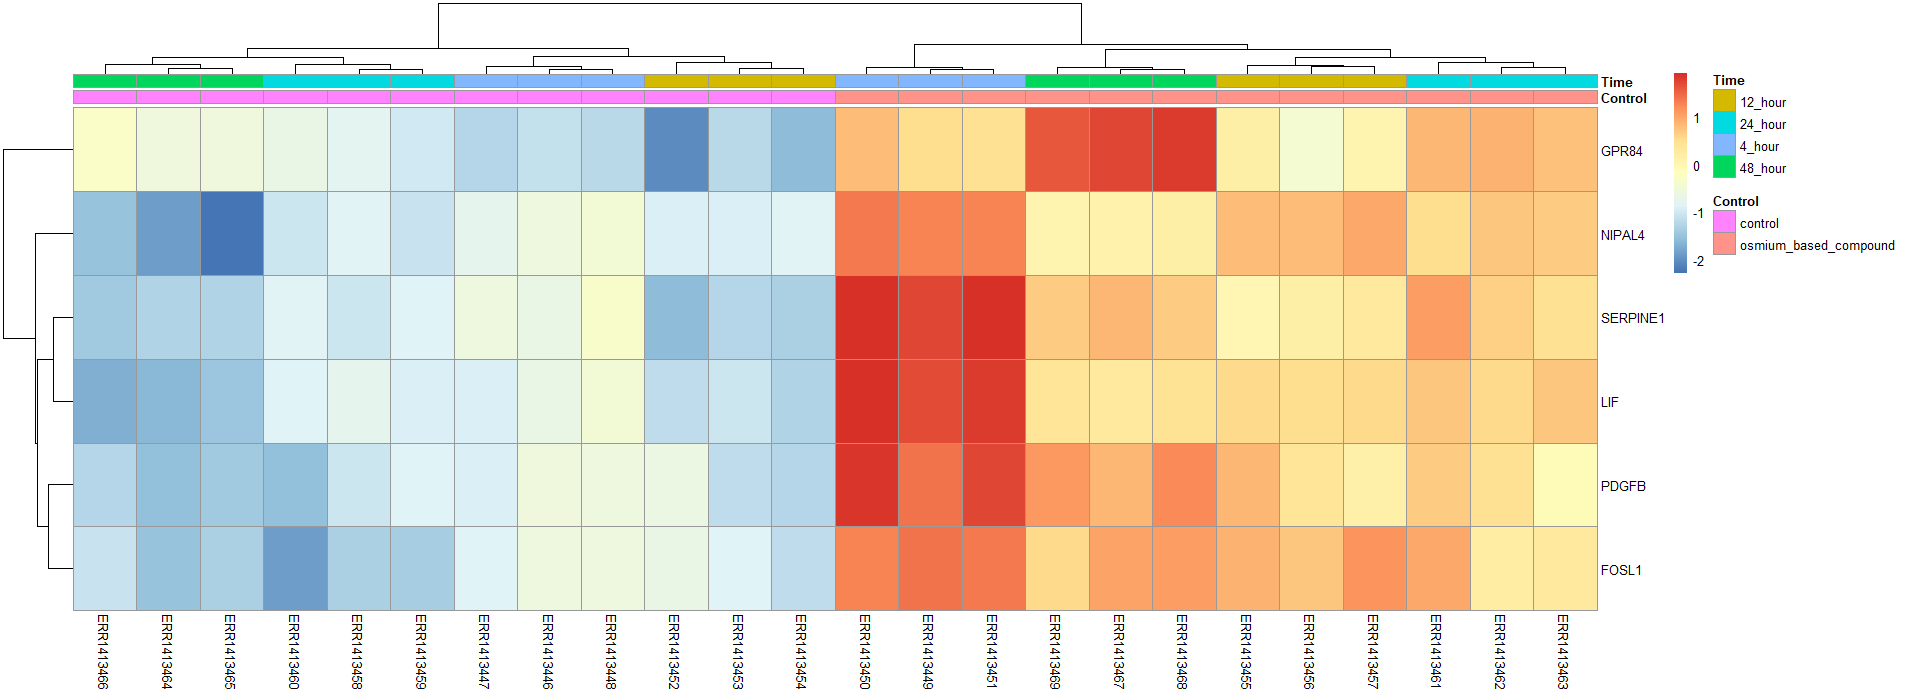 Time
Control
GPR84
NIPAL4
SERPINE1
LIF
PDGFB
FOSL1
ERR1413466
ERR1413464
ERR1413465
ERR1413460
ERR1413458
ERR1413459
ERR1413447
ERR1413446
ERR1413448
ERR1413452
ERR1413453
ERR1413454
ERR1413450
ERR1413449
ERR1413451
ERR1413469
ERR1413467
ERR1413468
ERR1413455
ERR1413456
ERR1413457
ERR1413461
ERR1413462
ERR1413463
1
0
-1
-2
Time
12_hour
24_hour
4_hour
48_hour
Control
control
osmium_based_compound